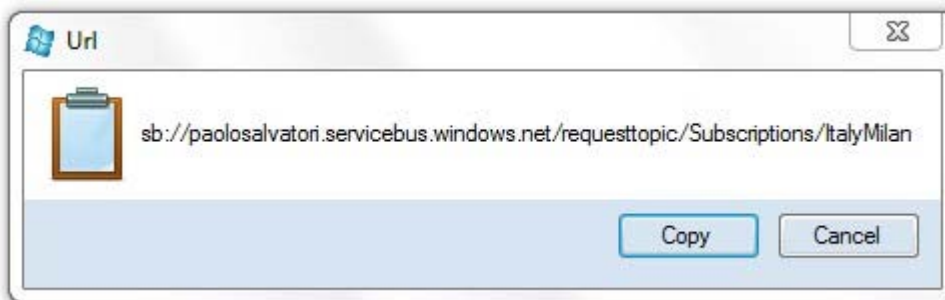 Url
sb://paolosalvatori.servicebus.windows.net/requesttopic/Subscriptions/ItalyMilan
Copy Cancel